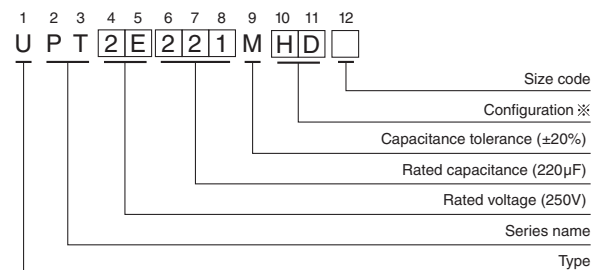 1 2 3 4 5 6 7 8 9 10 11 12
U P T 2 E 2 2 1 M H D
Size code
Configuration ※
Capacitance tolerance (±20%)
Rated capacitance (220µF)
Rated voltage (250V)
Series name
Type